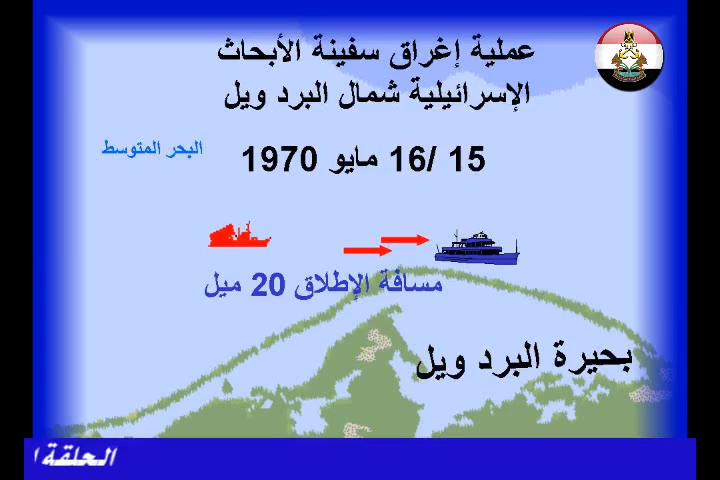 عملية إغراق سفينة الأبحاث
الإسرائيلية شمال البرد ويل
15 /16 مايو 1970
البحر المتوسط
مسافة الإطلاق 20 ميل
بحيرة البرد ويل
الحلقة